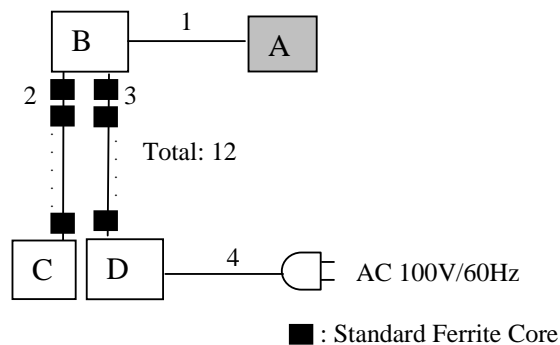 1
B
A
2
3
Total: 12
C
D
4
AC 100V/60Hz
: Standard Ferrite Core